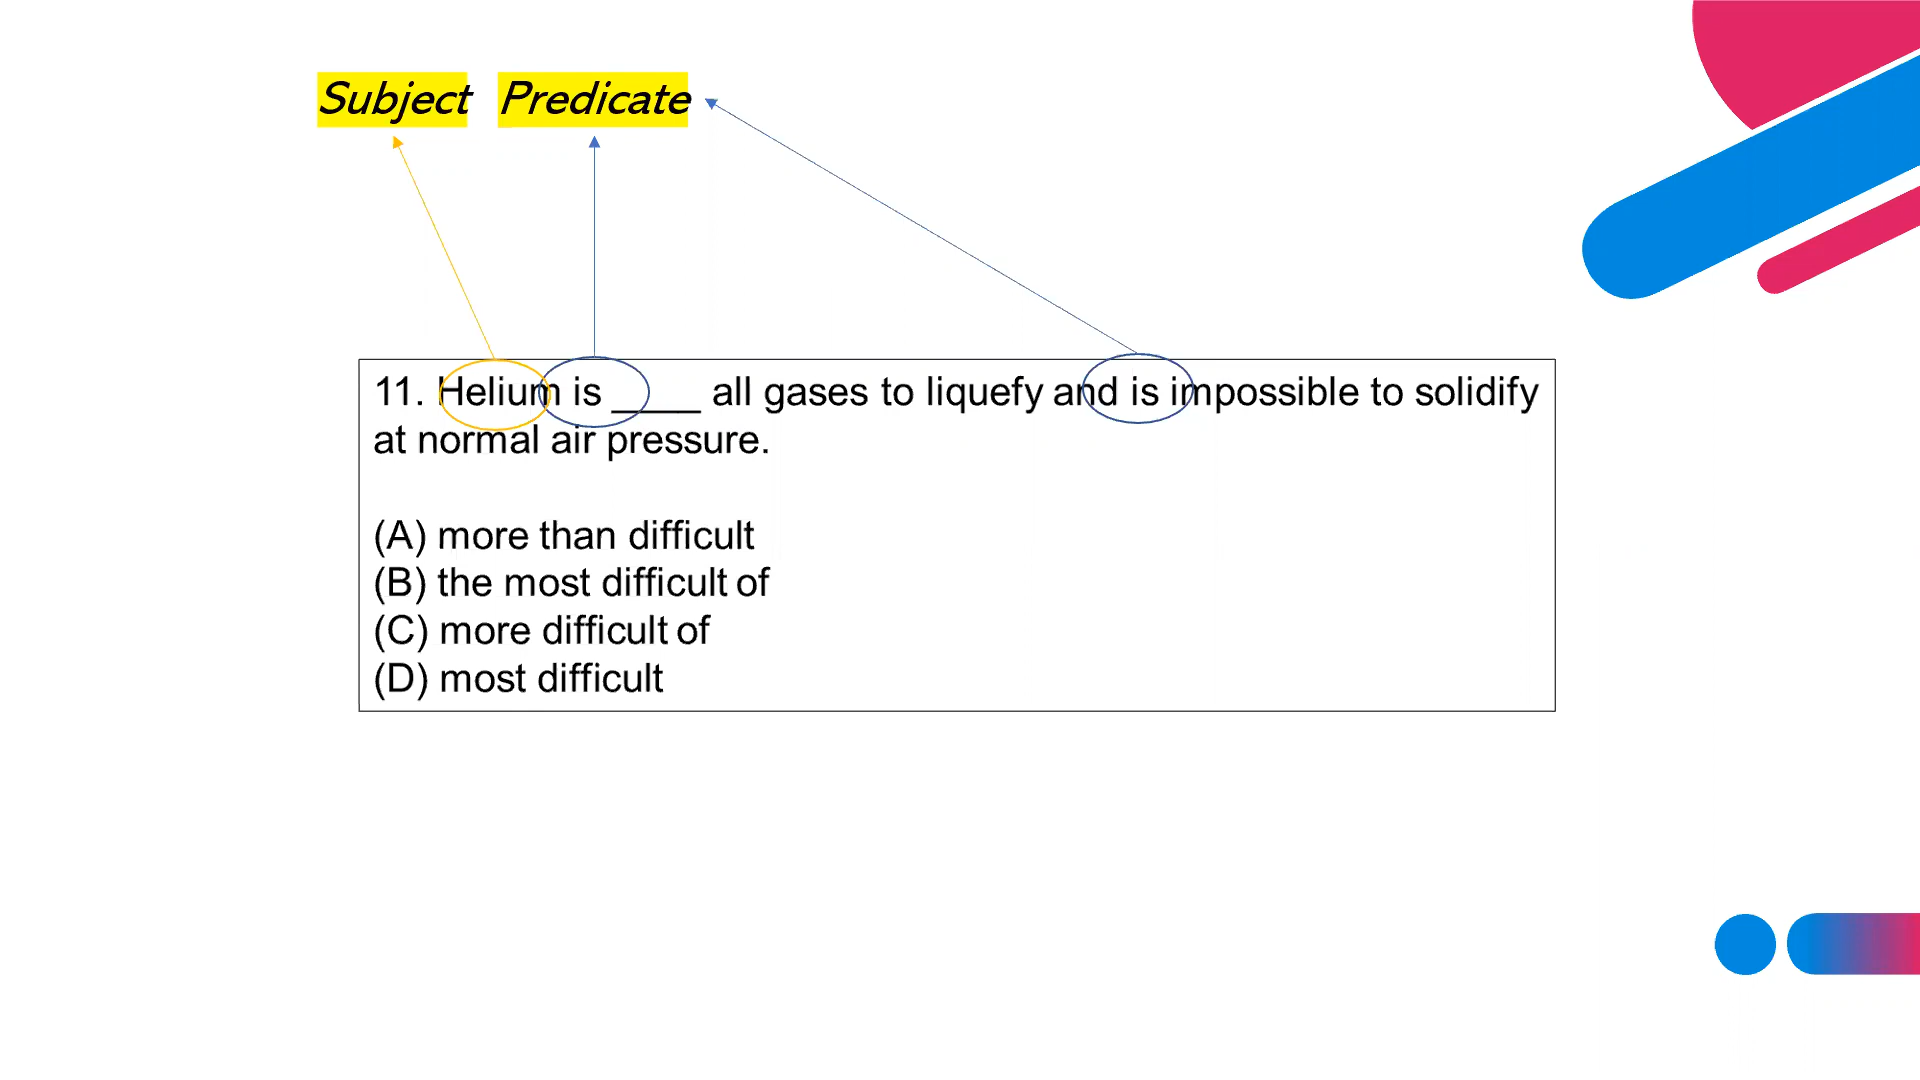 Subject Predicate
11. Helium is ____ all gases to liquefy and is impossible to solidify
at normal air pressure.
(A) more than difficult
(B) the most difficult of
(C) more difficult of
(D) most difficult